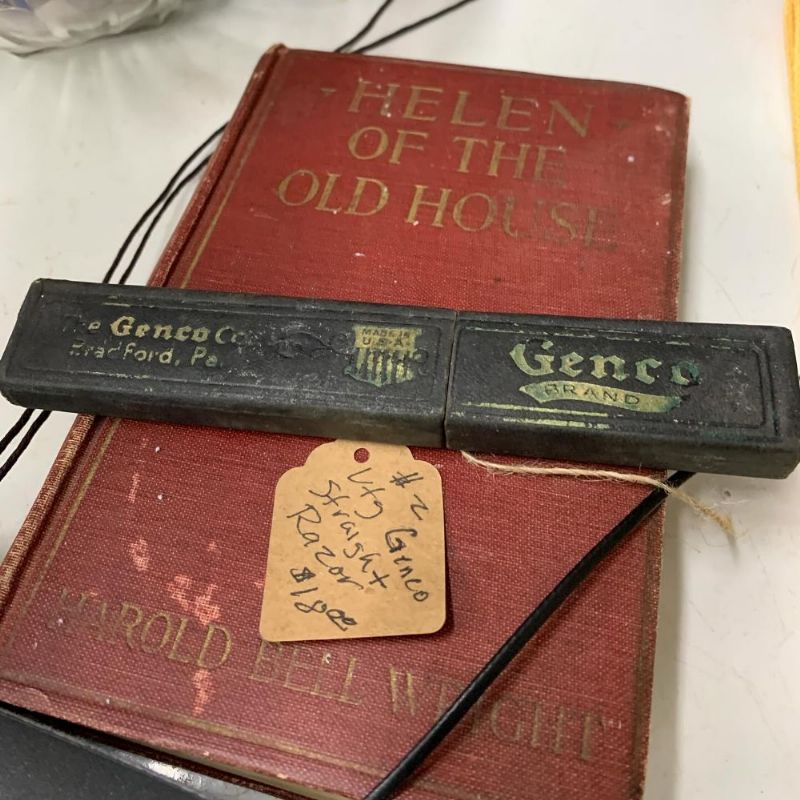 HELEN
OF THE
OLD HOUSE
The Genco Co.
Bradford, Pa.
MADE IN
U.S.A.
Genco
BRAND
#2
Vtg Genco
Straight
Razor
$18.00
HAROLD BELL WRIGHT